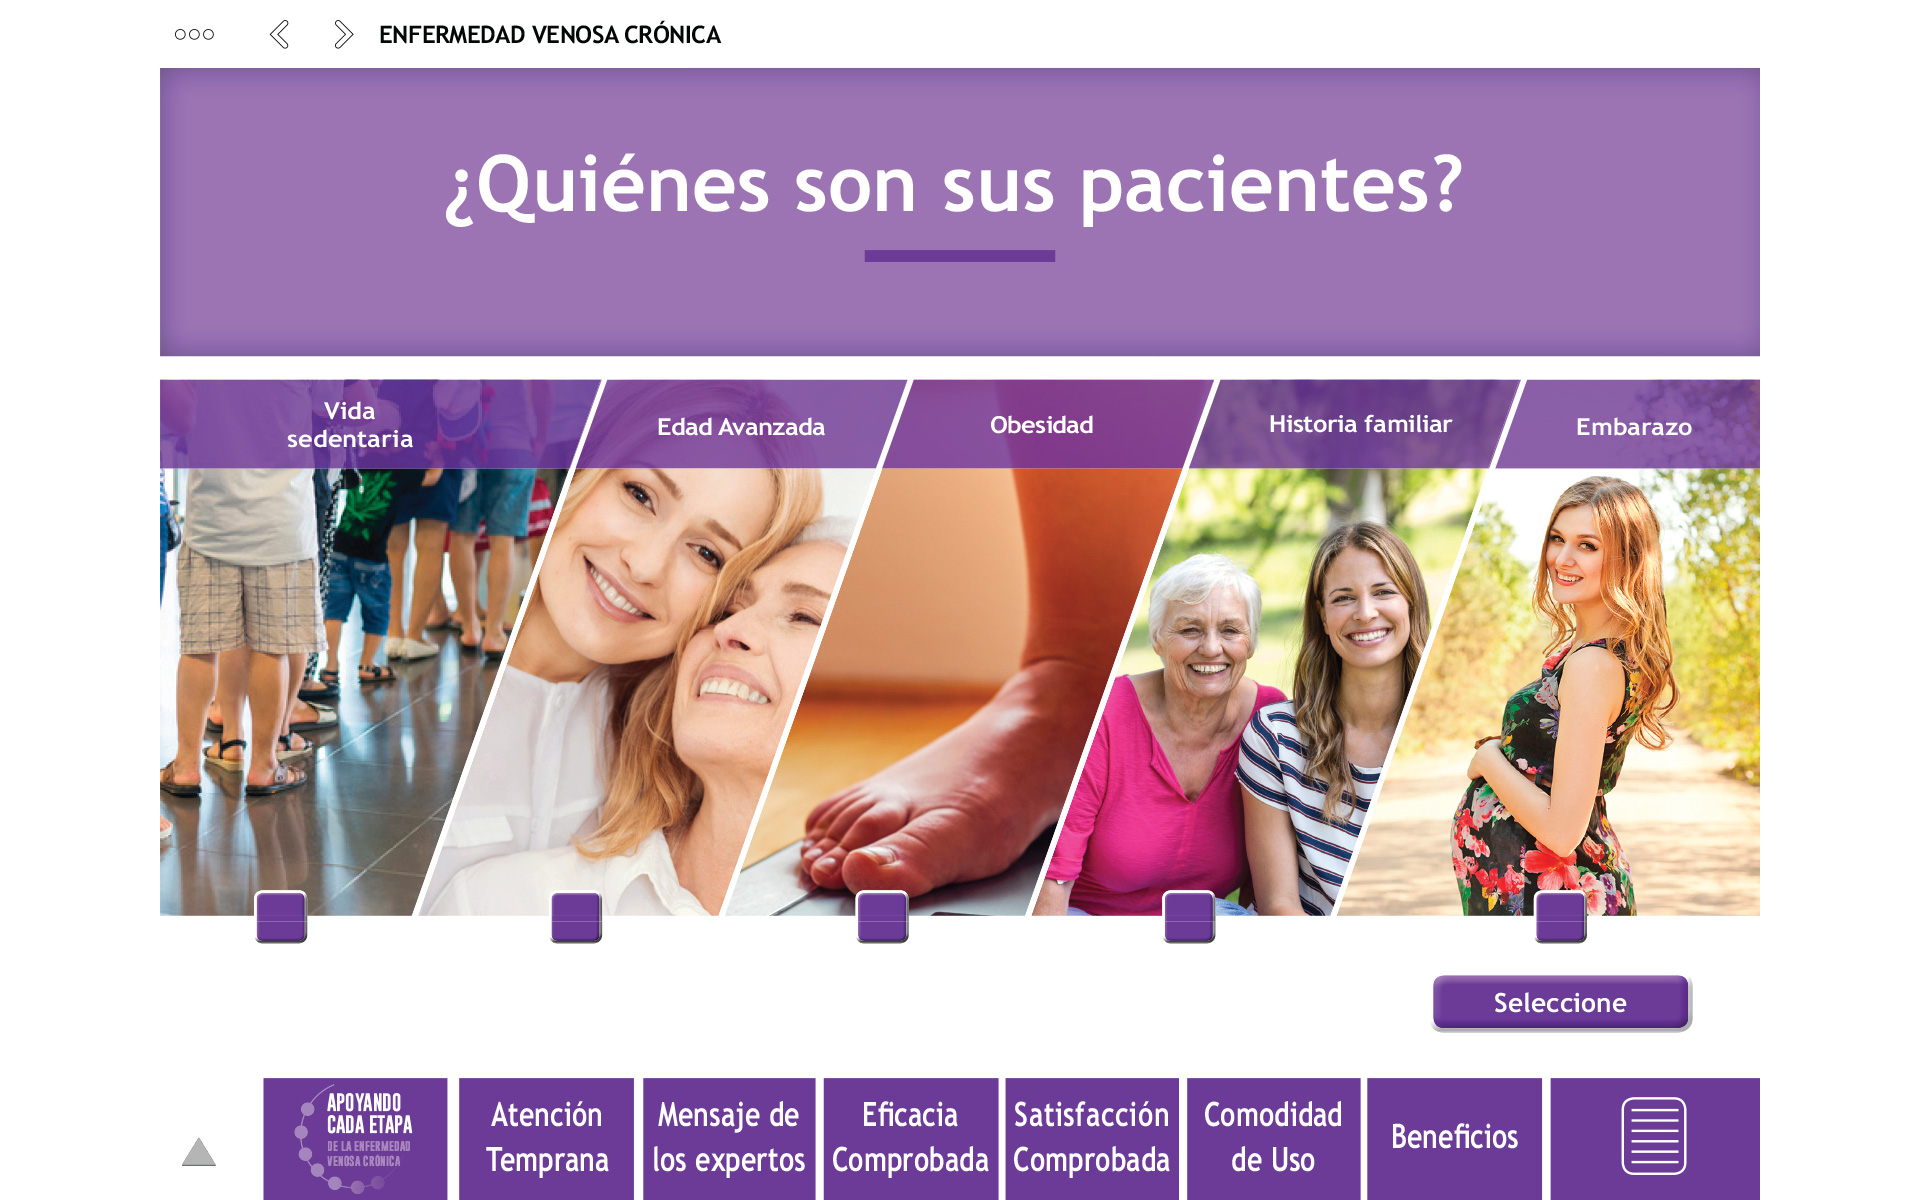 ENFERMEDAD VENOSA CRÓNICA
¿Quiénes son sus pacientes?
Vida
sedentaria
Edad Avanzada
Obesidad
Historia familiar
Embarazo
Seleccione
APOYANDO
CADA ETAPA
DE LA ENFERMEDAD
VENOSA CRÓNICA
Atención
Temprana
Mensaje de
los expertos
Eficacia
Comprobada
Satisfacción
Comprobada
Comodidad
de Uso
Beneficios